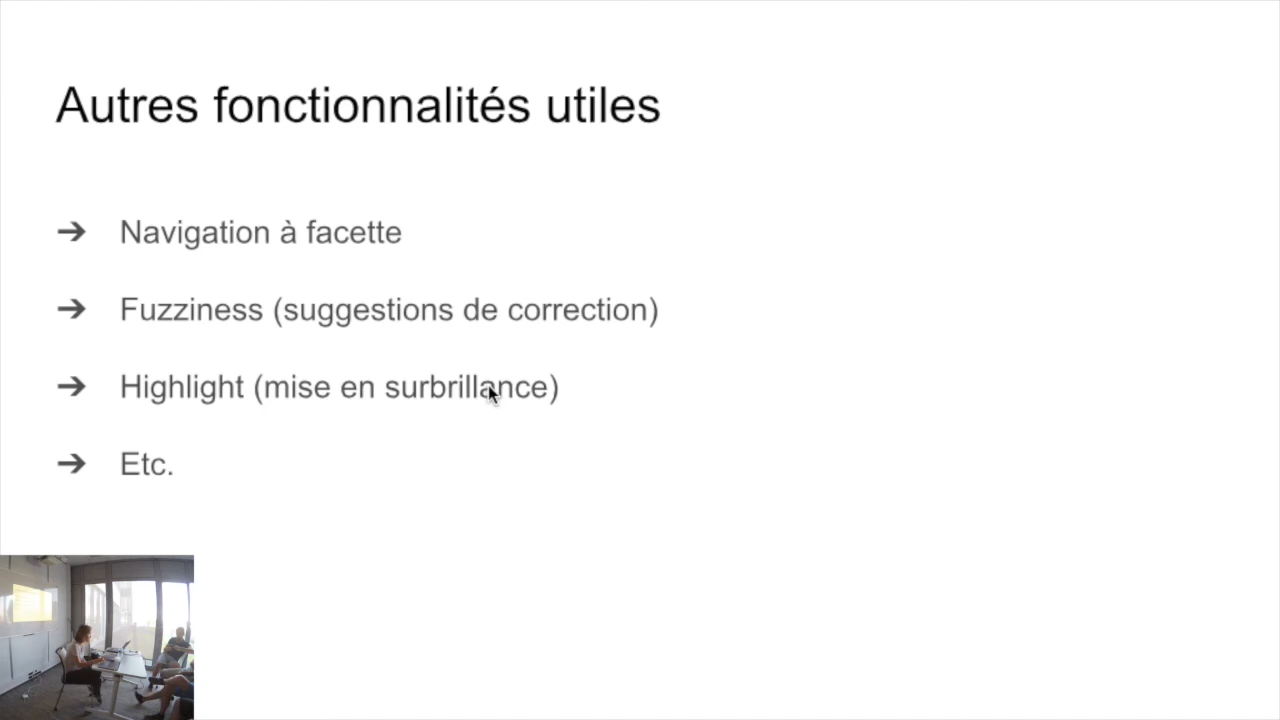 Autres fonctionnalités utiles
➔ Navigation à facette
➔ Fuzziness (suggestions de correction)
➔ Highlight (mise en surbrillance)
➔ Etc.